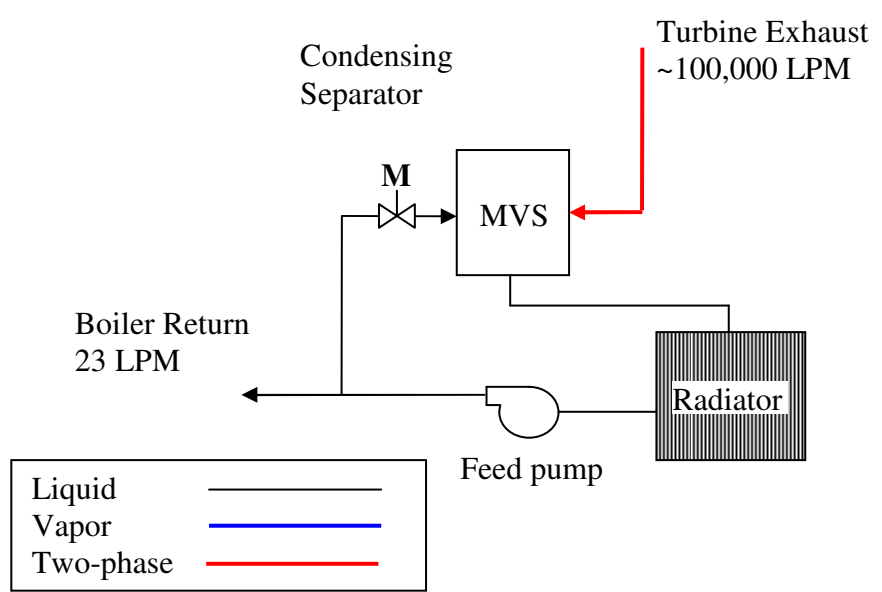 Turbine Exhaust
~100,000 LPM
Condensing
Separator
M
MVS
Boiler Return
23 LPM
Radiator
Feed pump
Liquid
Vapor
Two-phase